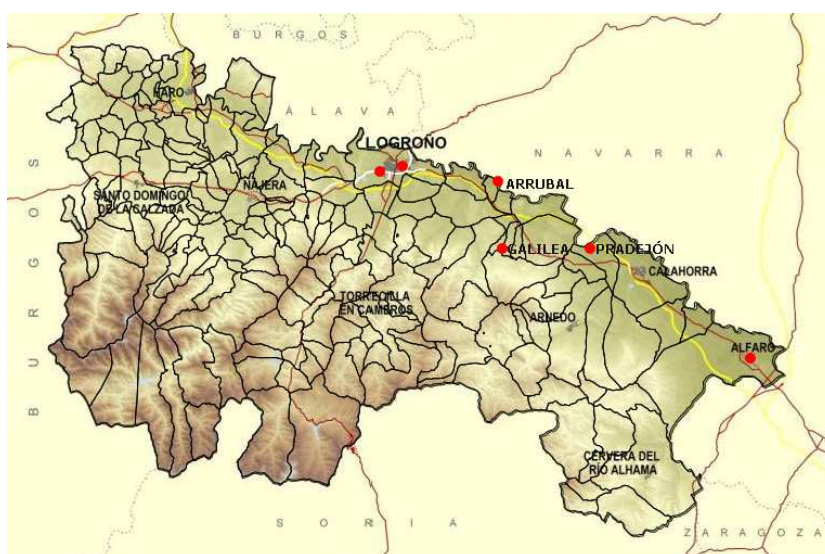 BURGOS
HARO
ÁLAVA
LOGROÑO
NAVARRA
ARRUBAL
NÁJERA
SANTO DOMINGO
DE LA CALZADA
BURGOS
GALILEA
PRADEJÓN
CALAHORRA
TORRECILLA
EN CAMEROS
ARNEDO
ALFARO
CERVERA DEL
RÍO ALHAMA
SORIA
ZARAGOZA